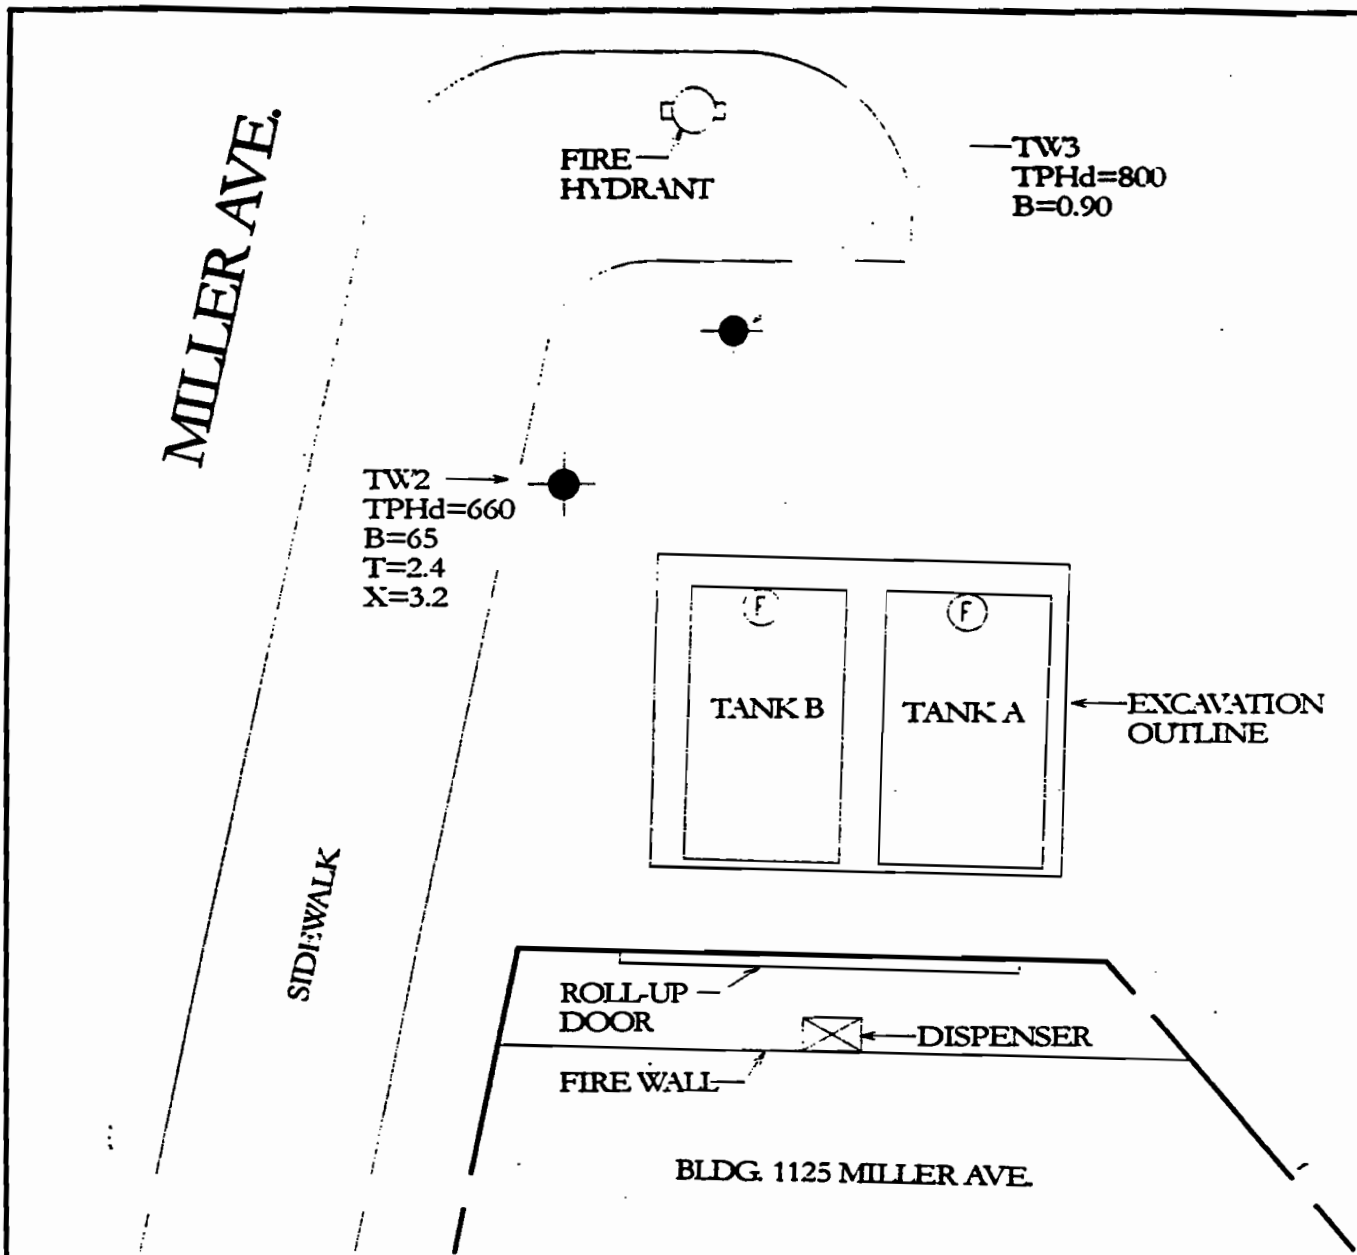 MILLER AVE.
FIRE
HYDRANT
TW3
TPHd=800
B=0.90
TW2
TPHd=660
B=65
T=2.4
X=3.2
F
F
TANK B
TANK A
EXCAVATION
OUTLINE
SIDEWALK
ROLL-UP
DOOR
DISPENSER
FIRE WALL
BLDG. 1125 MILLER AVE.